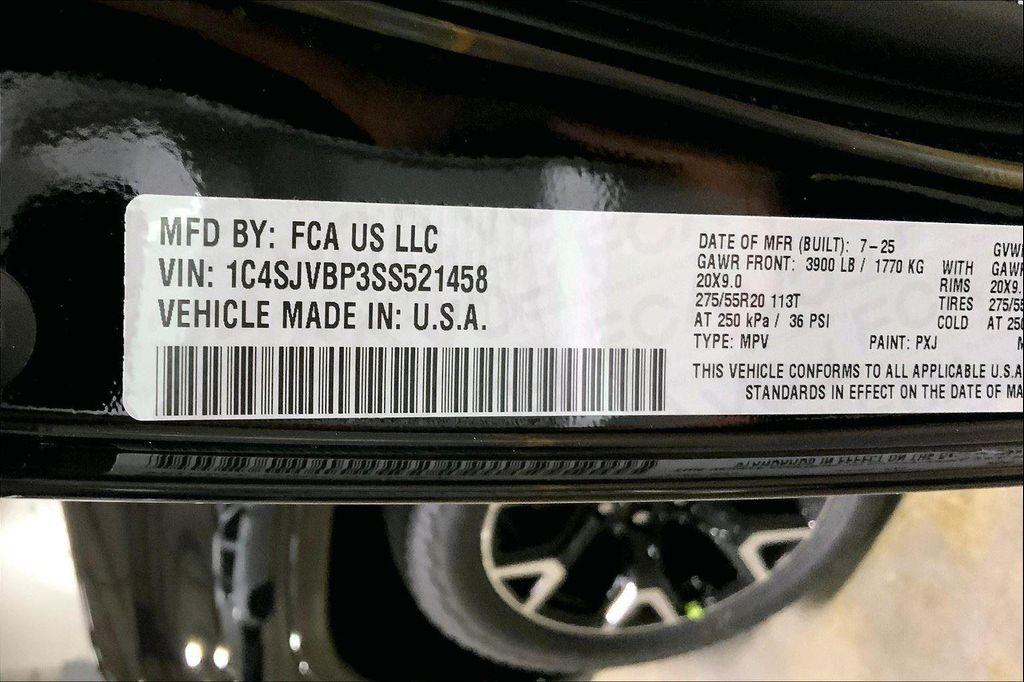 MFD BY: FCA US LLC
VIN: 1C4SJVBP3SS521458
VEHICLE MADE IN: U.S.A.
DATE OF MFR (BUILT): 7-25
GAWR FRONT: 3900 LB / 1770 KG WITH
20X9.0 RIMS 20X9.
275/55R20 113T TIRES
AT 250 kPa / 36 PSI COLD AT
TYPE: MPV PAINT: PXJ
THIS VEHICLE CONFORMS TO ALL APPLICABLE U.S.A
STANDARDS IN EFFECT ON THE DATE OF